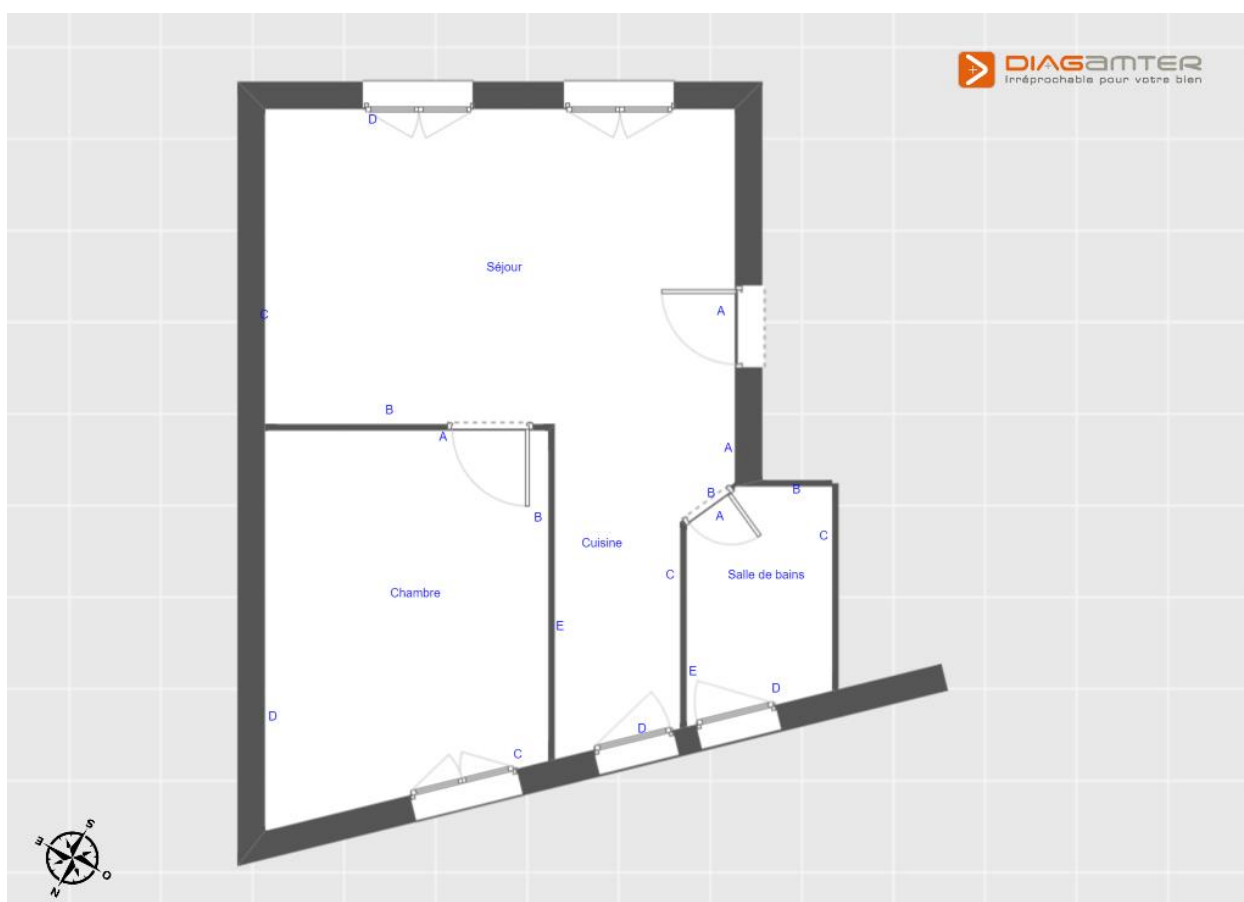 DIAGAMTER
Irréprochable pour votre bien
D
Séjour
C
A
B
A
A
B
B
A
B
C
Cuisine
C
Salle de bains
Chambre
E
E
D
D
D
C
S
E
O
N